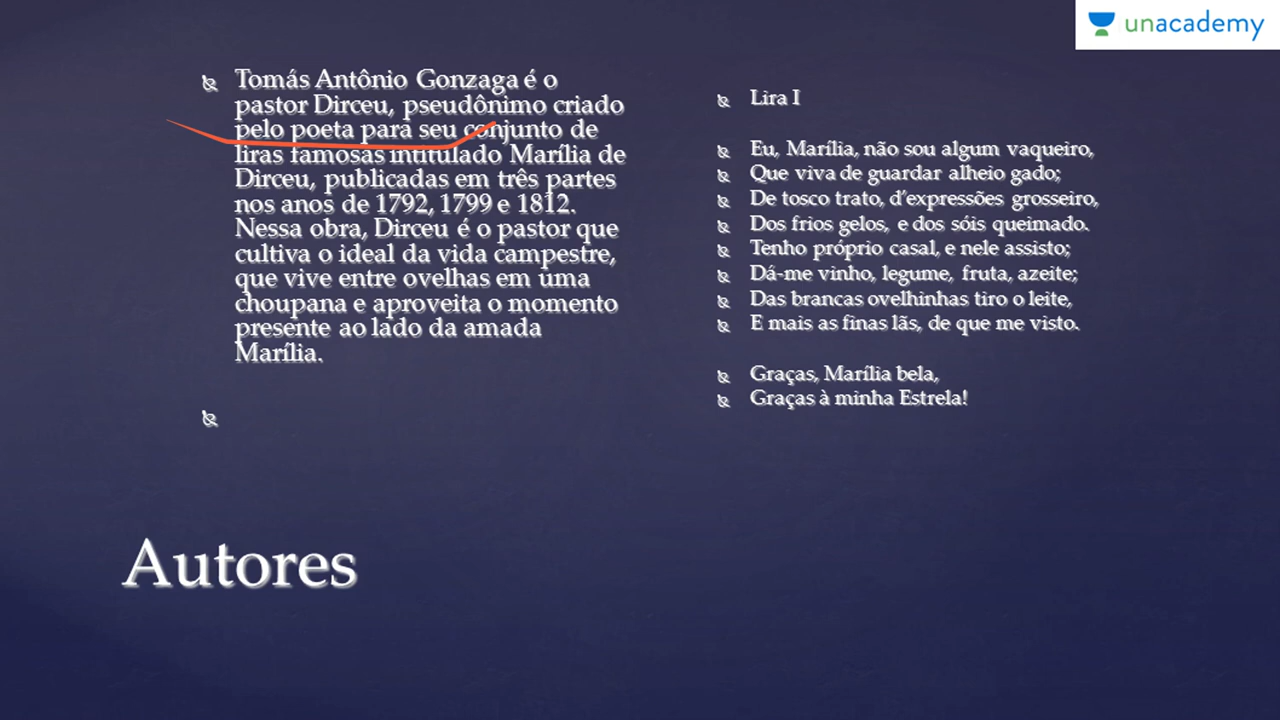 unacademy
Tomás Antônio Gonzaga é o
pastor Dirceu, pseudônimo criado
pelo poeta para seu conjunto de
liras famosas intitulado Marília de
Dirceu, publicadas em três partes
nos anos de 1792, 1799 e 1812.
Nessa obra, Dirceu é o pastor que
cultiva o ideal da vida campestre,
que vive entre ovelhas em uma
choupana e aproveita o momento
presente ao lado da amada
Marília.
Lira I
Eu, Marília, não sou algum vaqueiro,
Que viva de guardar alheio gado;
De tosco trato, d’expressões grosseiro,
Dos frios gelos, e dos sóis queimado.
Tenho próprio casal, e nele assisto;
Dá-me vinho, legume, fruta, azeite;
Das brancas ovelhinhas tiro o leite,
E mais as finas lãs, de que me visto.
Graças, Marília bela,
Graças à minha Estrela!
Autores